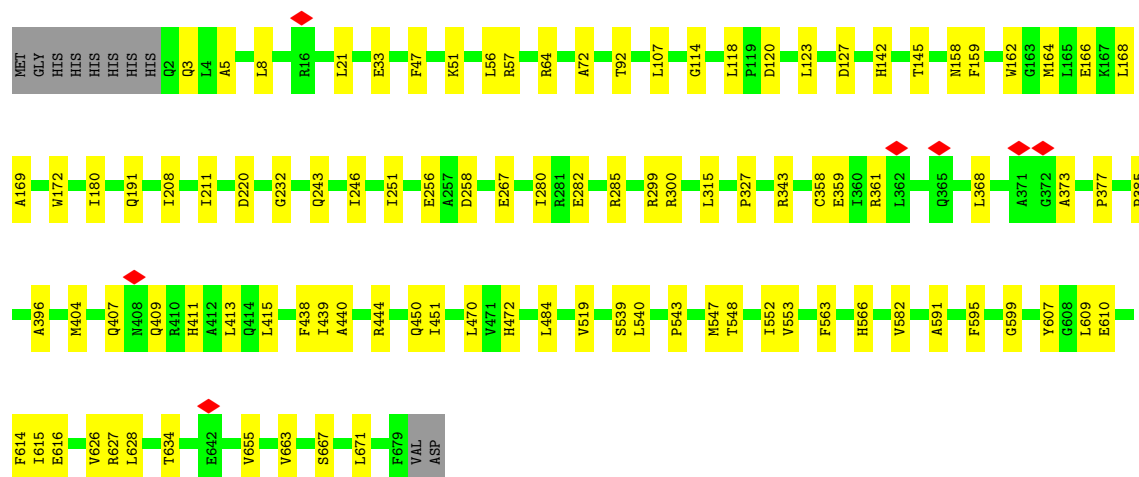 MET GLY HIS HIS HIS HIS HIS HIS Q2 Q3 L4 A5 L8 R16 L21 E33 F47 K51 L56 R57 R64 A72 T92 L107 G114 L118 P119 D120 L123 D127 H142 T145 N158 F159 W162 G163 M164 L165 E166 K167 L168
A169 W172 I180 Q191 I208 I211 D220 G232 Q243 I246 I251 E256 A257 D258 E267 I280 R281 E282 R285 R299 R300 L315 P327 R343 C358 E359 I360 R361 L362 Q365 L368 A371 G372 A373 P377
A396 M404 Q407 N408 Q409 R410 H411 A412 L413 Q414 L415 F438 I439 A440 R444 Q450 I451 L470 V471 H472 L484 V519 S539 L540 P543 M547 T548 I552 V553 F563 H566 V582 A591 F595 G599 Y607 G608 L609 E610
F614 I615 E616 V626 R627 L628 T634 E642 V655 V663 S667 L671 F679 VAL ASP